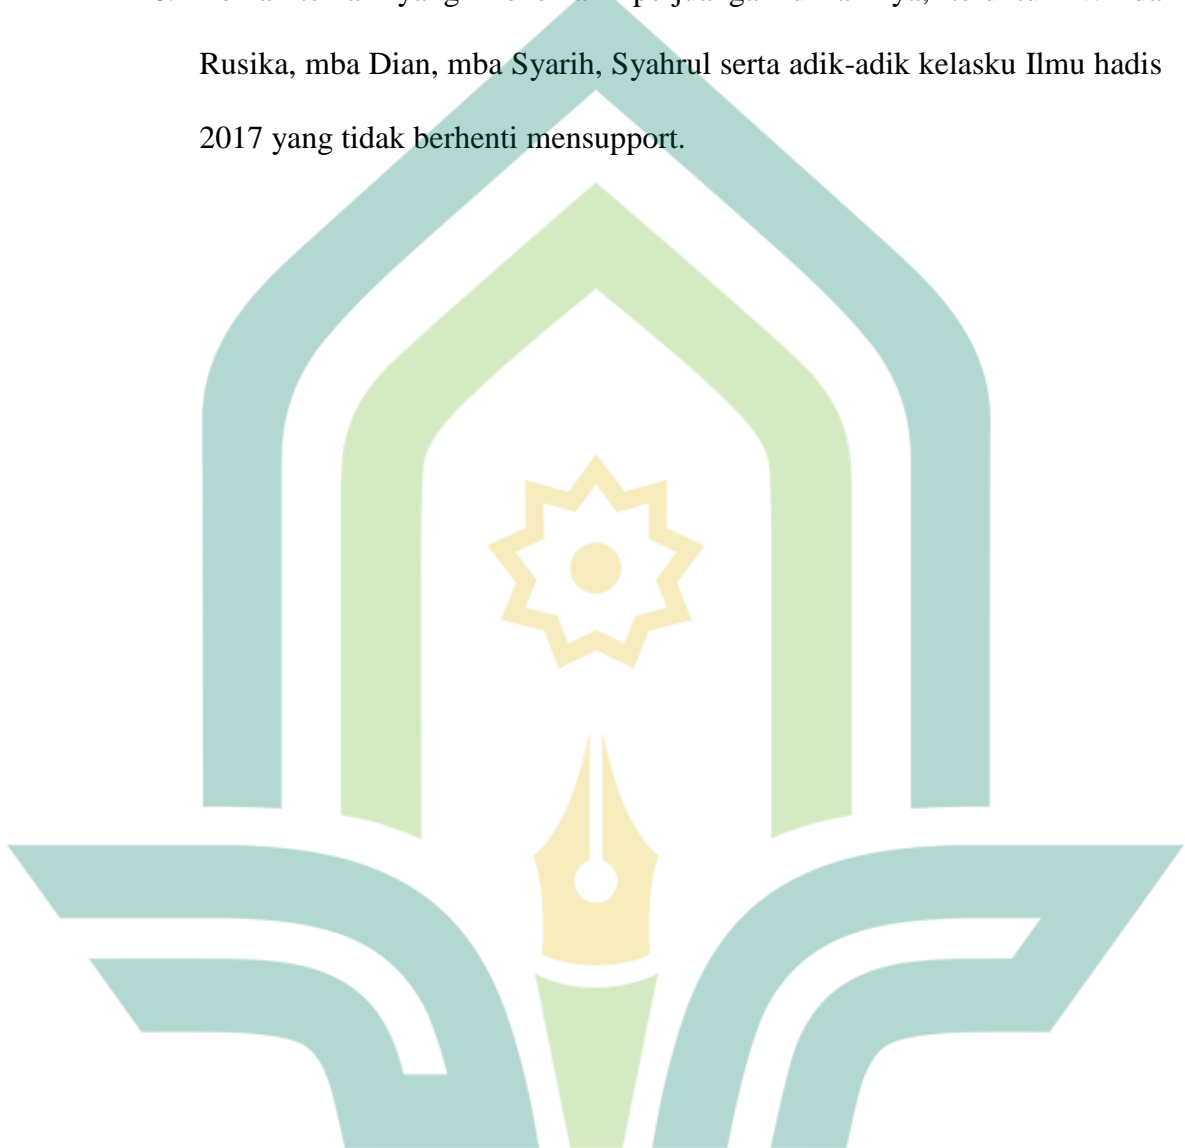 Rusika, mba Dian, mba Syarih, Syahrul serta adik-adik kelasku Ilmu hadis
2017 yang tidak berhenti mensupport.